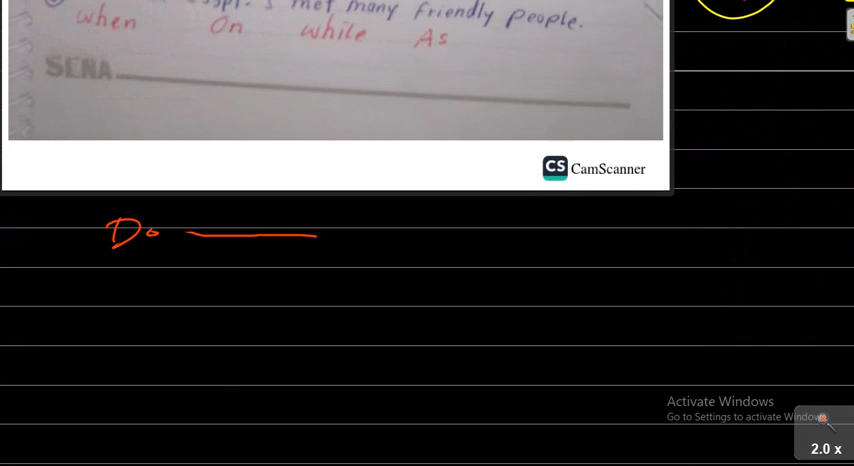 met many friendly people.
when On while As
SENA
CS CamScanner
Do
Activate Windows
Go to Settings to activate Windows
2.0 x